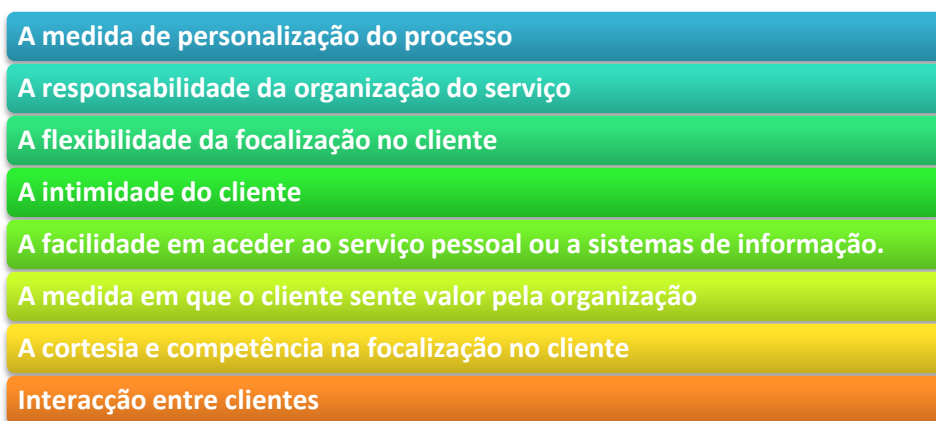 A medida de personalização do processo
A responsabilidade da organização do serviço
A flexibilidade da focalização no cliente
A intimidade do cliente
A facilidade em aceder ao serviço pessoal ou a sistemas de informação.
A medida em que o cliente sente valor pela organização
A cortesia e competência na focalização no cliente
Interacção entre clientes